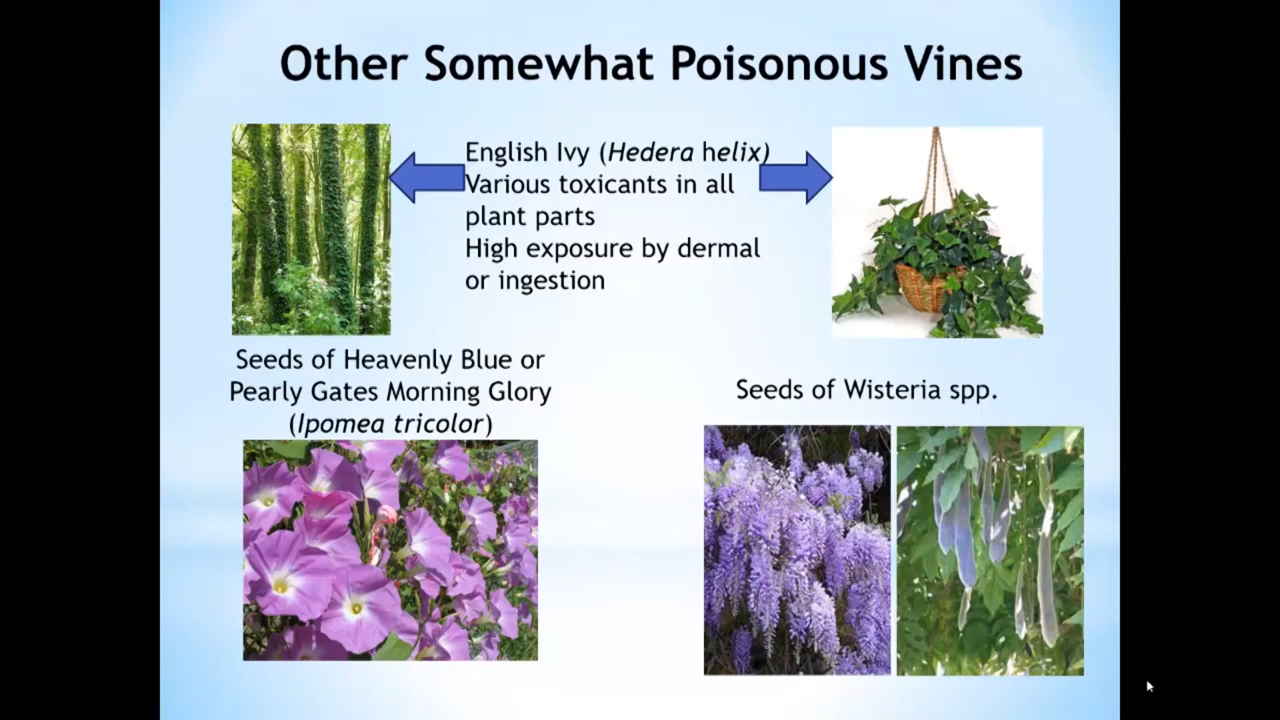 Other Somewhat Poisonous Vines
English Ivy (Hedera helix)
Various toxicants in all
plant parts
High exposure by dermal
or ingestion
Seeds of Heavenly Blue or
Pearly Gates Morning Glory
(Ipomea tricolor)
Seeds of Wisteria spp.